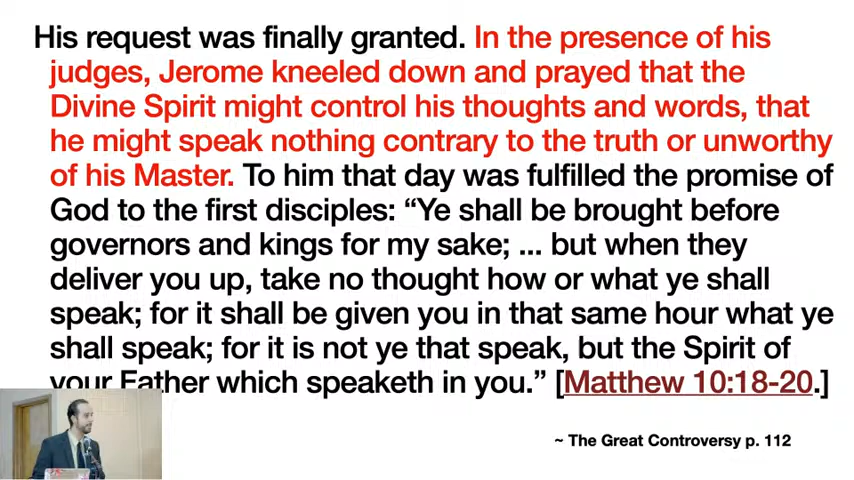 His request was finally granted. In the presence of his
judges, Jerome kneeled down and prayed that the
Divine Spirit might control his thoughts and words, that
he might speak nothing contrary to the truth or unworthy
of his Master. To him that day was fulfilled the promise of
God to the first disciples: “Ye shall be brought before
governors and kings for my sake; ... but when they
deliver you up, take no thought how or what ye shall
speak; for it shall be given you in that same hour what ye
shall speak; for it is not ye that speak, but the Spirit of
your Father which speaketh in you.” [Matthew 10:18-20.]
~ The Great Controversy p. 112